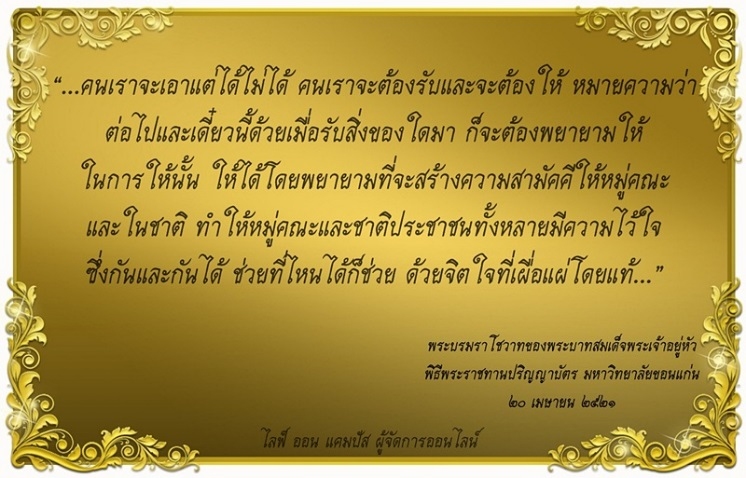 “...คนเราจะเอาแต่ได้ไม่ได้ คนเราจะต้องรับและจะต้องให้ หมายความว่า
ต่อไปและเดี๋ยวนี้ด้วยเมื่อรับสิ่งของใดมา ก็จะต้องพยายามให้
ในการให้นั้น ให้ได้โดยพยายามที่จะสร้างความสามัคคีให้หมู่คณะ
และในชาติ ทำให้หมู่คณะและชาติประชาชนทั้งหลายมีความไว้ใจ
ซึ่งกันและกันได้ ช่วยที่ไหนได้ก็ช่วย ด้วยจิตใจที่เผื่อแผ่โดยแท้...”
พระบรมราโชวาทของพระบาทสมเด็จพระเจ้าอยู่หัว
พิธีพระราชทานปริญญาบัตร มหาวิทยาลัยขอนแก่น
๒๐ เมษายน ๒๕๒๑
ไลฟ์ ออน แคมปัส ผู้จัดการออนไลน์